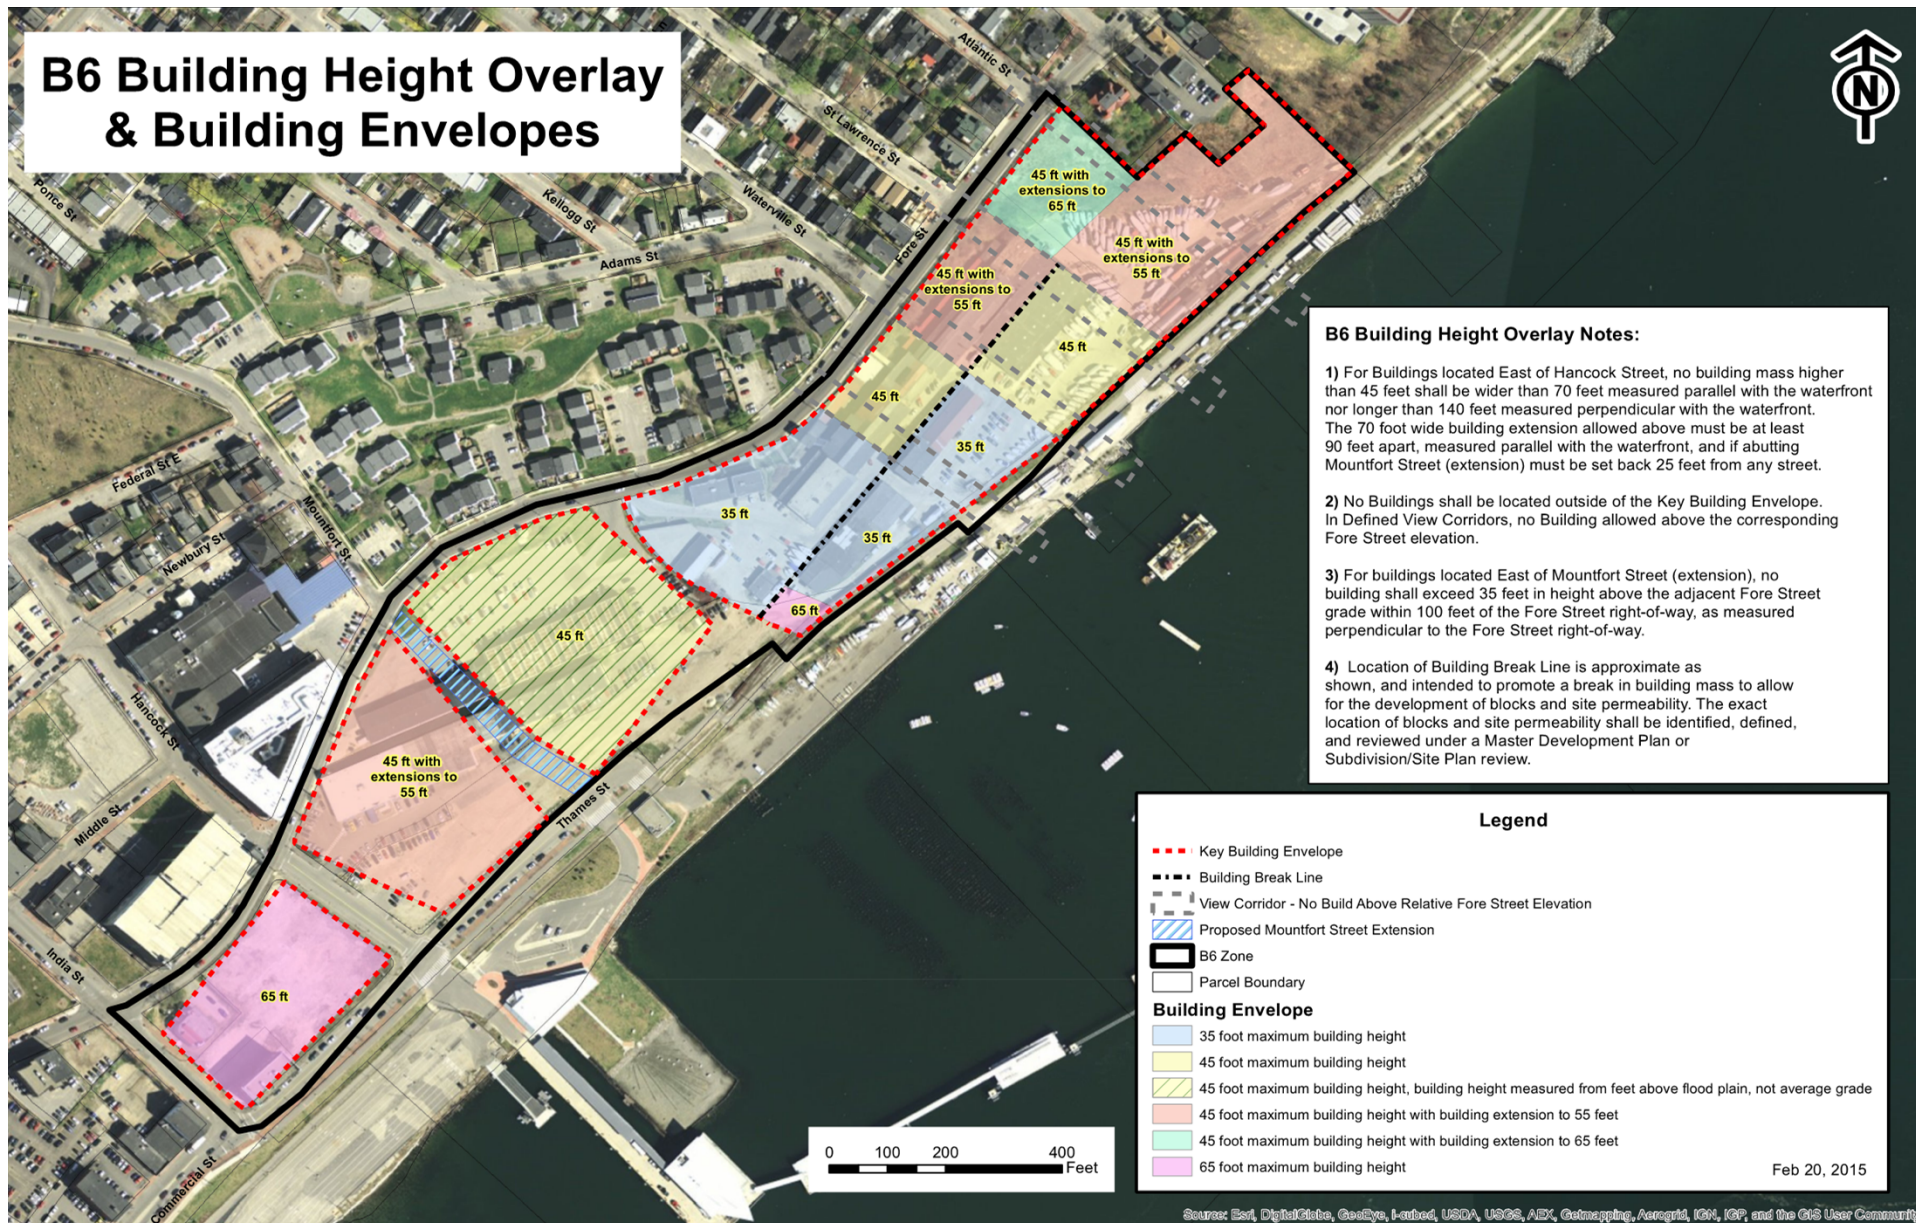 B6 Building Height Overlay
& Building Envelopes
Atlantic St
St Lawrence St
Waterville St
Kellogg St
Ponce St
Adams St
Fore St
N
45 ft with
extensions to
65 ft
45 ft with
extensions to
55 ft
45 ft with
extensions to
55 ft
45 ft
45 ft
35 ft
35 ft
35 ft
65 ft
45 ft
45 ft with
extensions to
55 ft
65 ft
Federal St E
Mountfort St
Newbury St
Hancock St
Middle St
India St
Thames St
Commercial St
B6 Building Height Overlay Notes:
1) For Buildings located East of Hancock Street, no building mass higher
than 45 feet shall be wider than 70 feet measured parallel with the waterfront
nor longer than 140 feet measured perpendicular with the waterfront.
The 70 foot wide building extension allowed above must be at least
90 feet apart, measured parallel with the waterfront, and if abutting
Mountfort Street (extension) must be set back 25 feet from any street.
2) No Buildings shall be located outside of the Key Building Envelope.
In Defined View Corridors, no Building allowed above the corresponding
Fore Street elevation.
3) For buildings located East of Mountfort Street (extension), no
building shall exceed 35 feet in height above the adjacent Fore Street
grade within 100 feet of the Fore Street right-of-way, as measured
perpendicular to the Fore Street right-of-way.
4) Location of Building Break Line is approximate as
shown, and intended to promote a break in building mass to allow
for the development of blocks and site permeability. The exact
location of blocks and site permeability shall be identified, defined,
and reviewed under a Master Development Plan or
Subdivision/Site Plan review.
Legend
Key Building Envelope
Building Break Line
View Corridor - No Build Above Relative Fore Street Elevation
Proposed Mountfort Street Extension
B6 Zone
Parcel Boundary
Building Envelope
35 foot maximum building height
45 foot maximum building height
45 foot maximum building height, building height measured from feet above flood plain, not average grade
45 foot maximum building height with building extension to 55 feet
45 foot maximum building height with building extension to 65 feet
65 foot maximum building height
Feb 20, 2015
0 100 200 400
Feet
Source: Esri, DigitalGlobe, GeoEye, i-cubed, USDA, USGS, AEX, Getmapping, Aerogrid, IGN, IGP, and the GIS User Communit